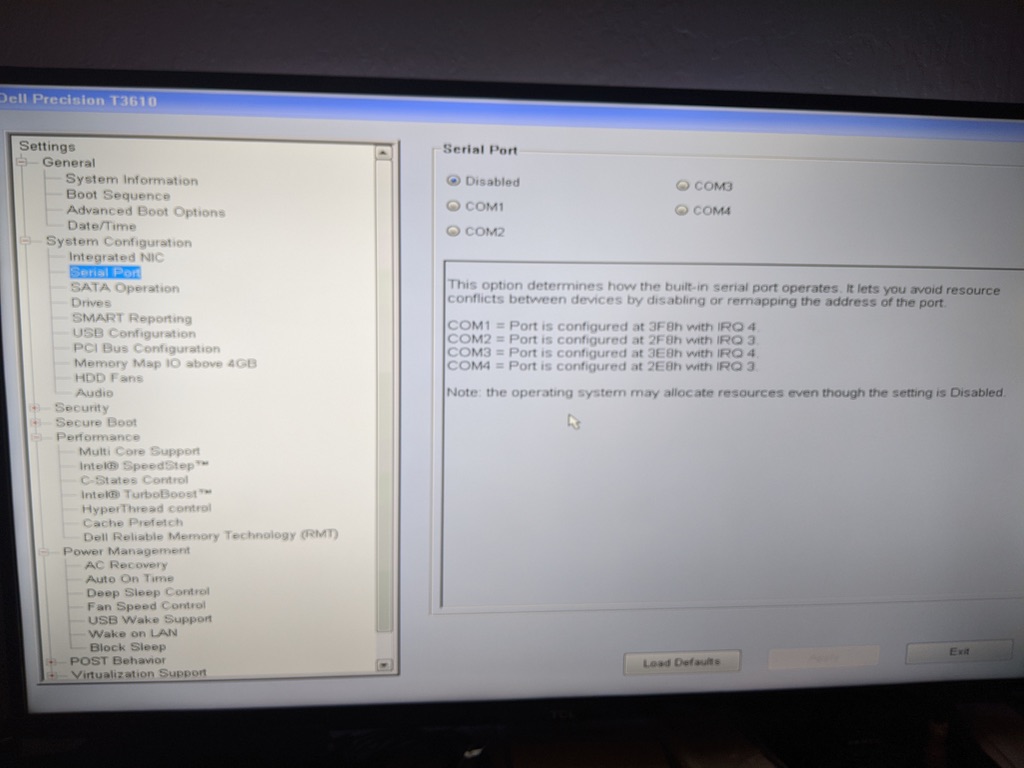 Dell Precision T3610
Settings
General
System Information
Boot Sequence
Advanced Boot Options
Date/Time
System Configuration
Integrated NIC
Serial Port
SATA Operation
Drives
SMART Reporting
USB Configuration
PCI Bus Configuration
Memory Map IO above 4GB
HDD Fans
Audio
Security
Secure Boot
Performance
Multi Core Support
Intel® SpeedStep™
C-States Control
Intel® TurboBoost™
HyperThread control
Cache Prefetch
Dell Reliable Memory Technology (RMT)
Power Management
AC Recovery
Auto On Time
Deep Sleep Control
Fan Speed Control
USB Wake Support
Wake on LAN
Block Sleep
POST Behavior
Virtualization Support
Serial Port
Disabled
COM1
COM2
COM3
COM4
This option determines how the built-in serial port operates. It lets you avoid resource
conflicts between devices by disabling or remapping the address of the port.
COM1 = Port is configured at 3F8h with IRQ 4.
COM2 = Port is configured at 2F8h with IRQ 3.
COM3 = Port is configured at 3E8h with IRQ 4.
COM4 = Port is configured at 2E8h with IRQ 3.
Note: the operating system may allocate resources even though the setting is Disabled.
Load Defaults
Apply
Exit